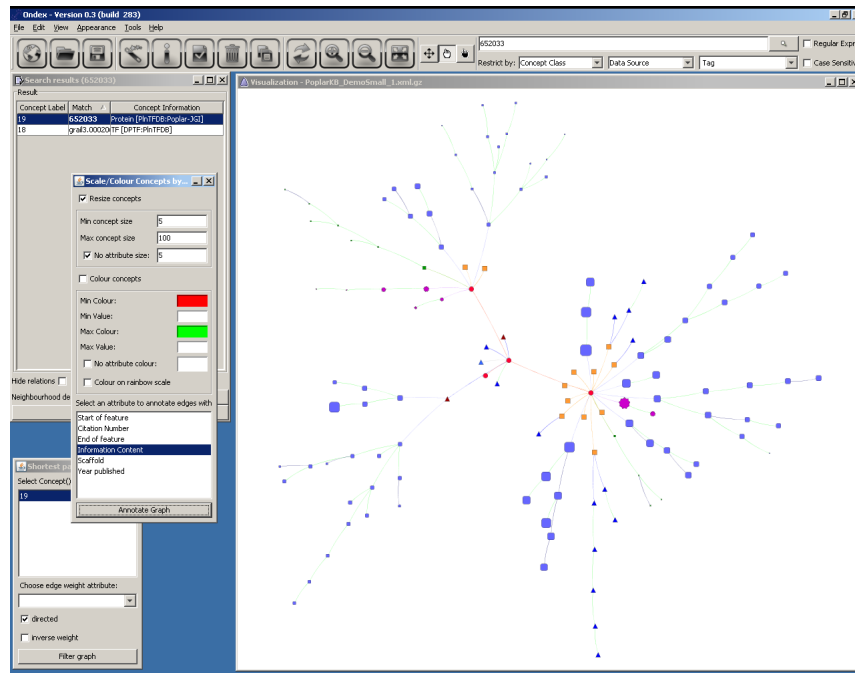 Ondex - Version 0.3 (build 283)
File Edit View Appearance Tools Help
652033
Regular Expr
Restrict by: Concept Class Data Source Tag
Case Sensitiv
Search results (652033)
Result
Concept Label Match Concept Information
19 652033 Protein [PlnTFDB:Poplar-JGI]
18 grail3.00020 TF [DPTF:PlnTFDB]
Visualization - PoplarKB_DemoSmall_1.xml.gz
Scale/Colour Concepts by...
Resize concepts
Min concept size 5
Max concept size 100
No attribute size: 5
Colour concepts
Min Colour:
Min Value:
Max Colour:
Max Value:
No attribute colour:
Colour on rainbow scale
Select an attribute to annotate edges with
Start of feature
Citation Number
End of feature
Information Content
Scaffold
Year published
Annotate Graph
Hide relations
Neighbourhood de
Shortest pa
Select Concept()
19
Choose edge weight attribute:
directed
inverse weight
Filter graph